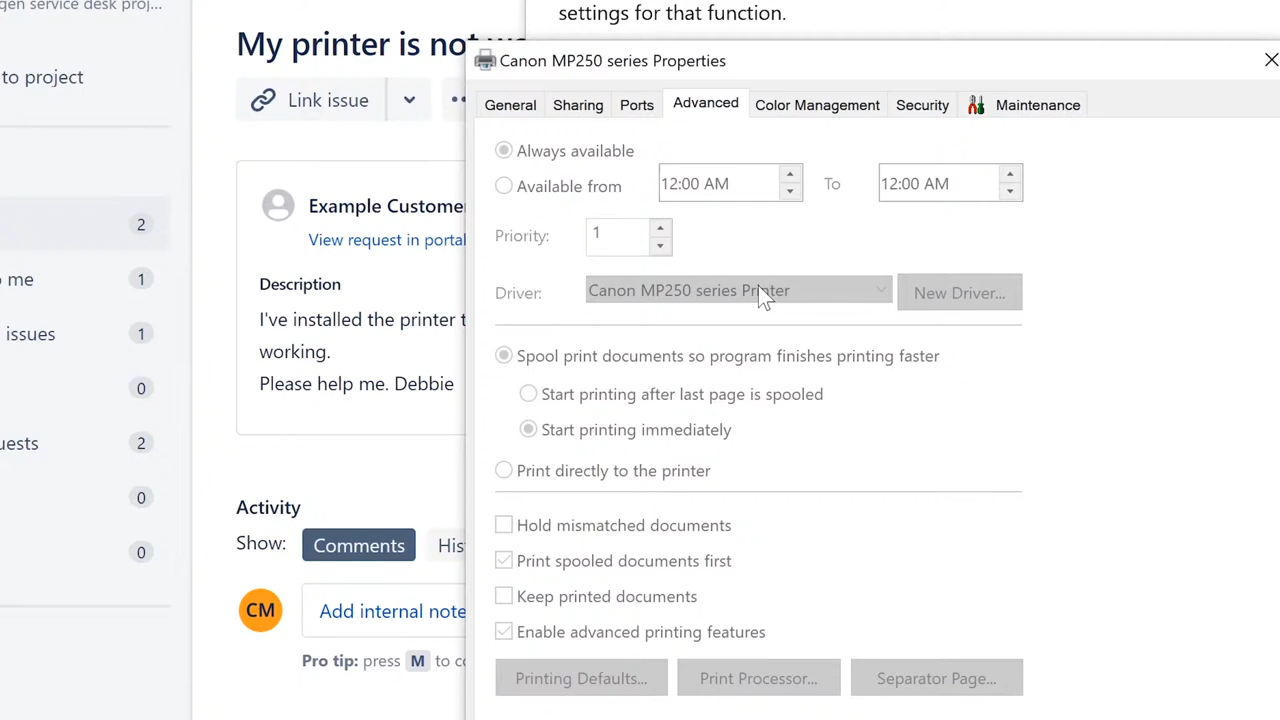 gen service desk proj...
to project
2
me
1
issues
1
0
uests
2
0
0
My printer is not
Link issue
Example Custome
View request in portal
Description
I've installed the printer t
working.
Please help me. Debbie
Activity
Show:
Comments
His
CM
Add internal note
Pro tip: press M to co
settings for that function.
Canon MP250 series Properties
General
Sharing
Ports
Advanced
Color Management
Security
Maintenance
Always available
Available from
12:00 AM
To
12:00 AM
Priority:
1
Driver:
Canon MP250 series Printer
New Driver...
Spool print documents so program finishes printing faster
Start printing after last page is spooled
Start printing immediately
Print directly to the printer
Hold mismatched documents
Print spooled documents first
Keep printed documents
Enable advanced printing features
Printing Defaults...
Print Processor...
Separator Page...